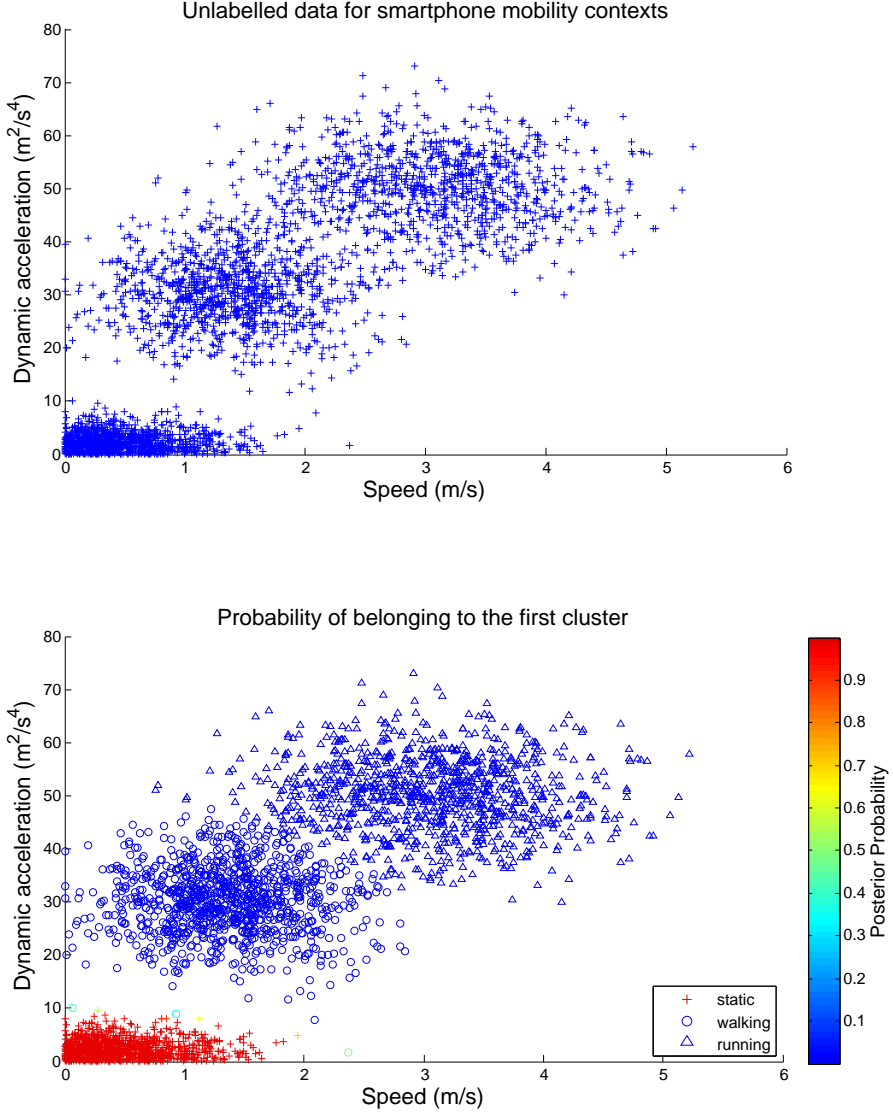 Unlabelled data for smartphone mobility contexts
80
70
60
50
40
30
20
10
0
Dynamic acceleration (m²/s⁴)
0 1 2 3 4 5 6
Speed (m/s)
Probability of belonging to the first cluster
80
70
60
50
40
30
20
10
0
Dynamic acceleration (m²/s⁴)
0 1 2 3 4 5 6
Speed (m/s)
static
walking
running
0.9
0.8
0.7
0.6
0.5
0.4
0.3
0.2
0.1
Posterior Probability